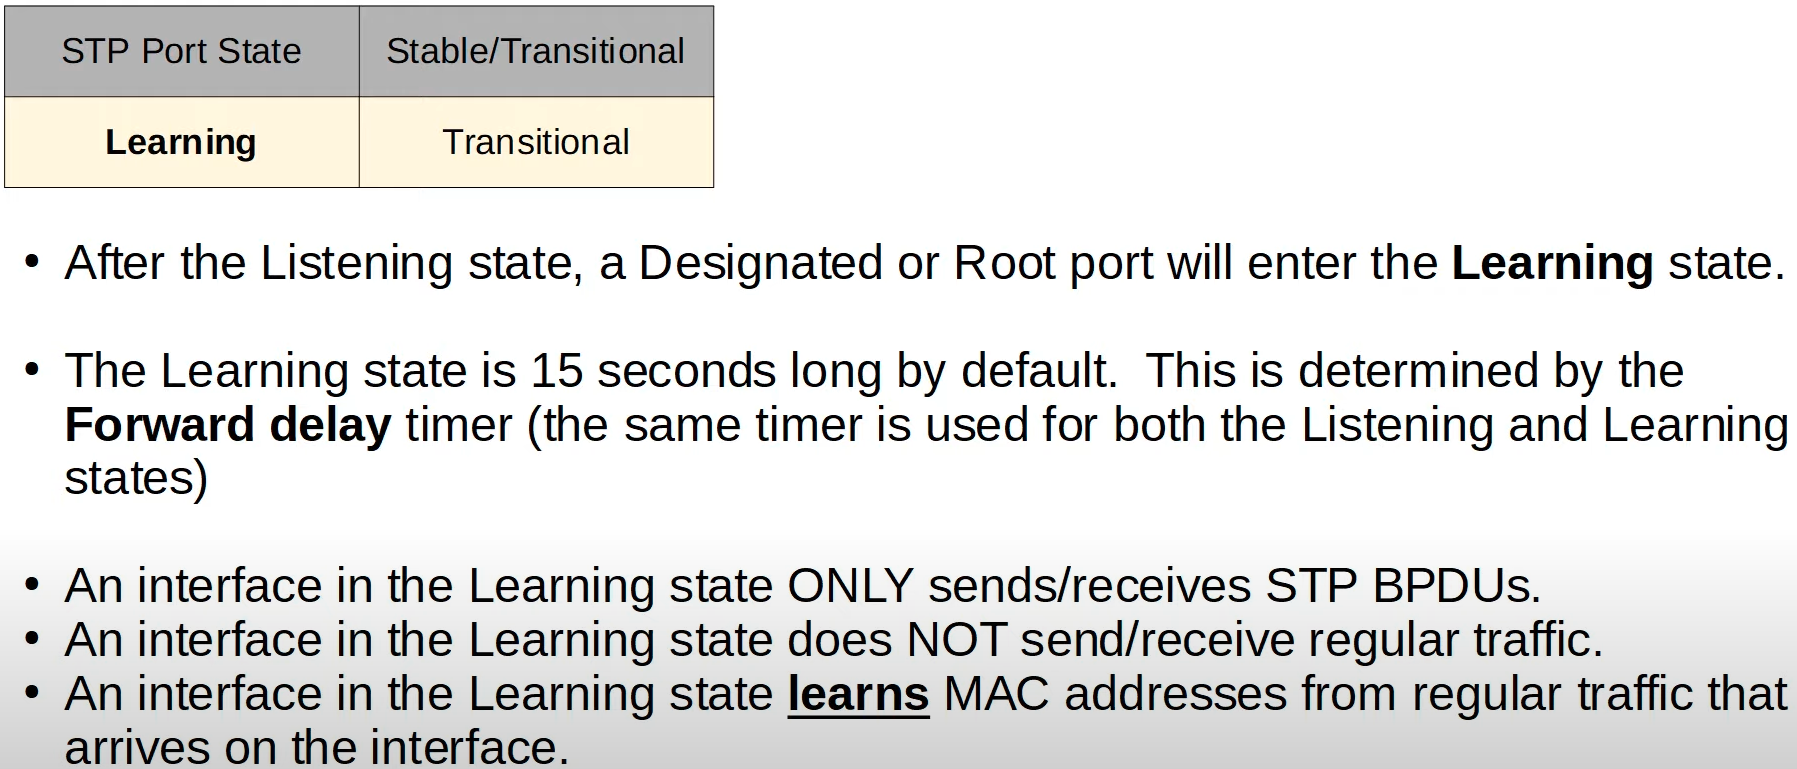 STP Port State Stable/Transitional
Learning Transitional
• After the Listening state, a Designated or Root port will enter the Learning state.
• The Learning state is 15 seconds long by default.  This is determined by the
Forward delay timer (the same timer is used for both the Listening and Learning
states)
• An interface in the Learning state ONLY sends/receives STP BPDUs.
• An interface in the Learning state does NOT send/receive regular traffic.
• An interface in the Learning state learns MAC addresses from regular traffic that
arrives on the interface.